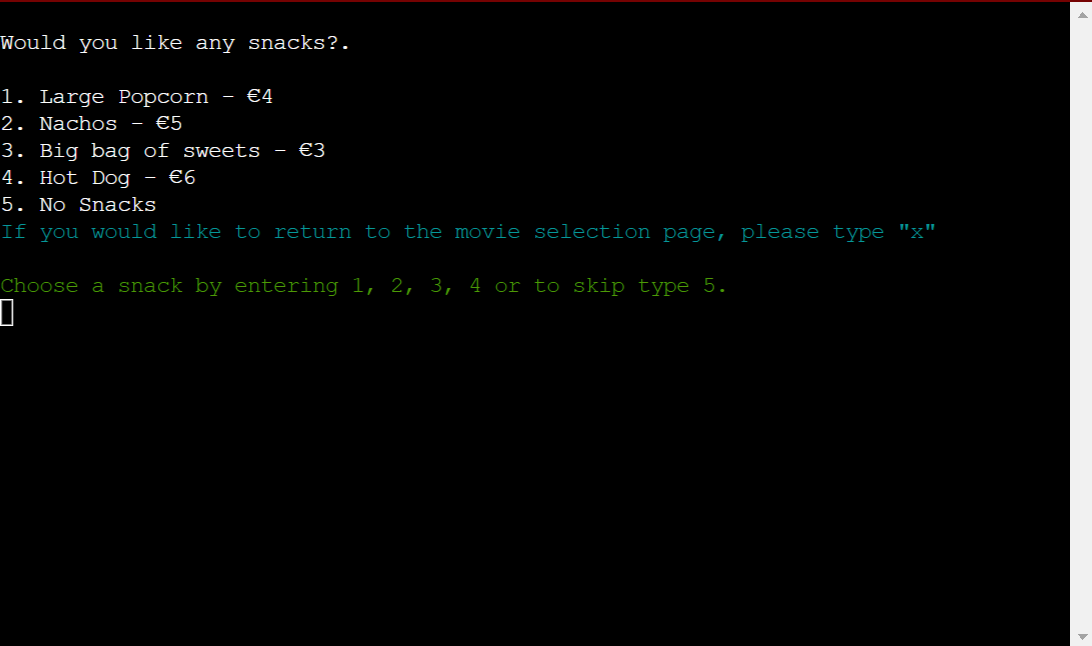 Would you like any snacks?.
1. Large Popcorn - €4
2. Nachos - €5
3. Big bag of sweets - €3
4. Hot Dog - €6
5. No Snacks
If you would like to return to the movie selection page, please type "x"
Choose a snack by entering 1, 2, 3, 4 or to skip type 5.